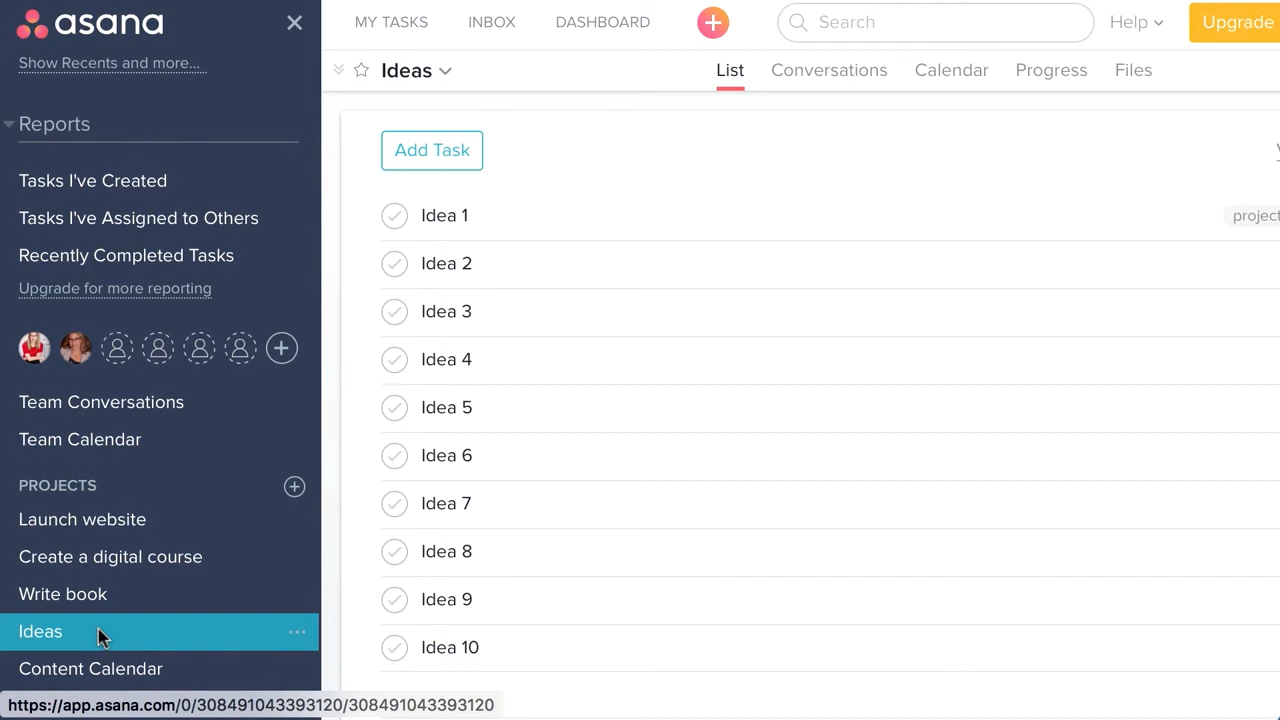 asana
Show Recents and more...
Reports
Tasks I've Created
Tasks I've Assigned to Others
Recently Completed Tasks
Upgrade for more reporting
Team Conversations
Team Calendar
PROJECTS
Launch website
Create a digital course
Write book
Ideas
Content Calendar
https://app.asana.com/0/308491043393120/308491043393120
MY TASKS INBOX DASHBOARD Search Help Upgrade
Ideas List Conversations Calendar Progress Files
Add Task
Idea 1 project
Idea 2
Idea 3
Idea 4
Idea 5
Idea 6
Idea 7
Idea 8
Idea 9
Idea 10